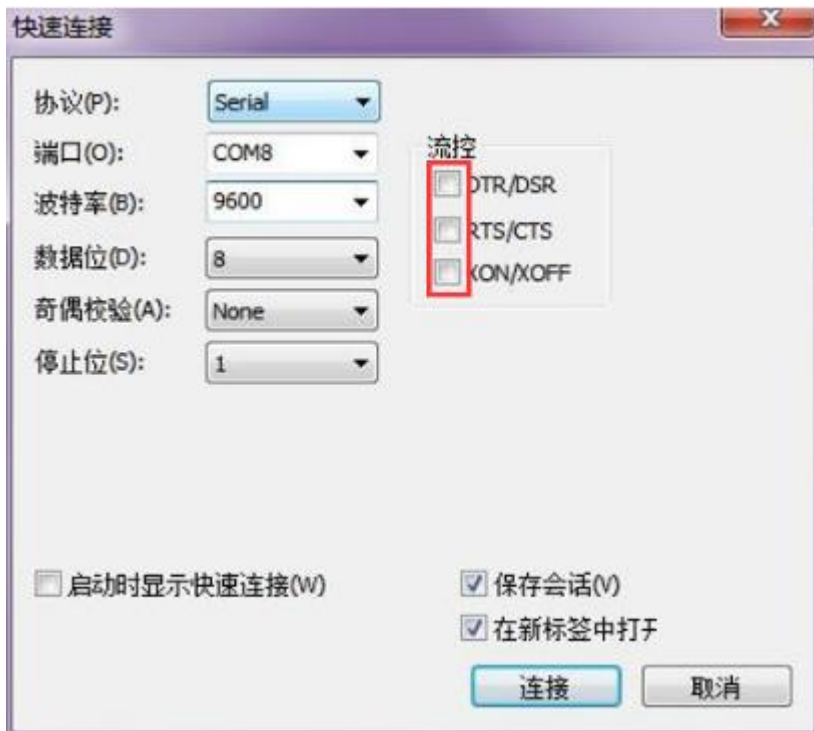 快速连接
协议(P): Serial
端口(O): COM8
波特率(B): 9600
数据位(D): 8
奇偶校验(A): None
停止位(S): 1
流控
DTR/DSR
RTS/CTS
XON/XOFF
启动时显示快速连接(W)
保存会话(V)
在新标签中打开
连接
取消